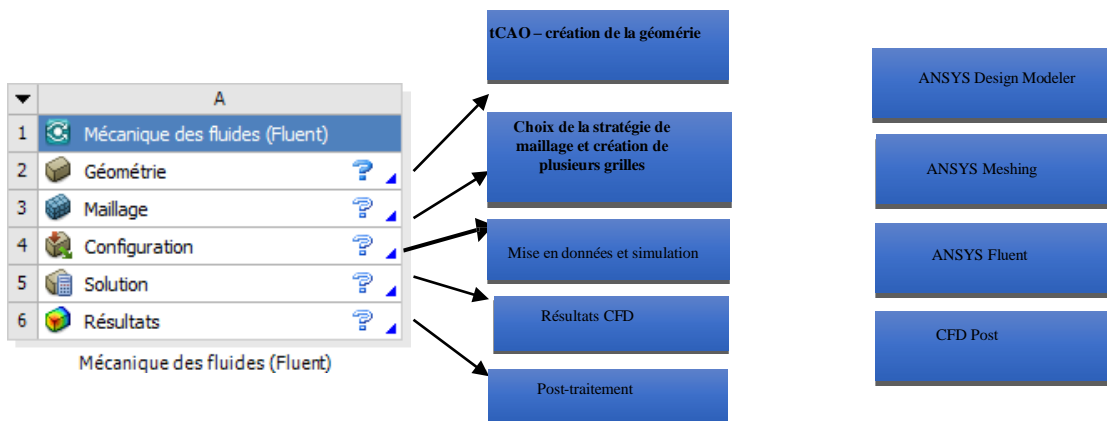 A
1 Mécanique des fluides (Fluent)
2 Géométrie ?
3 Maillage ?
4 Configuration ?
5 Solution ?
6 Résultats ?
Mécanique des fluides (Fluent)
tCAO – création de la géomérie
Choix de la stratégie de
maillage et création de
plusieurs grilles
Mise en données et simulation
Résultats CFD
Post-traitement
ANSYS Design Modeler
ANSYS Meshing
ANSYS Fluent
CFD Post